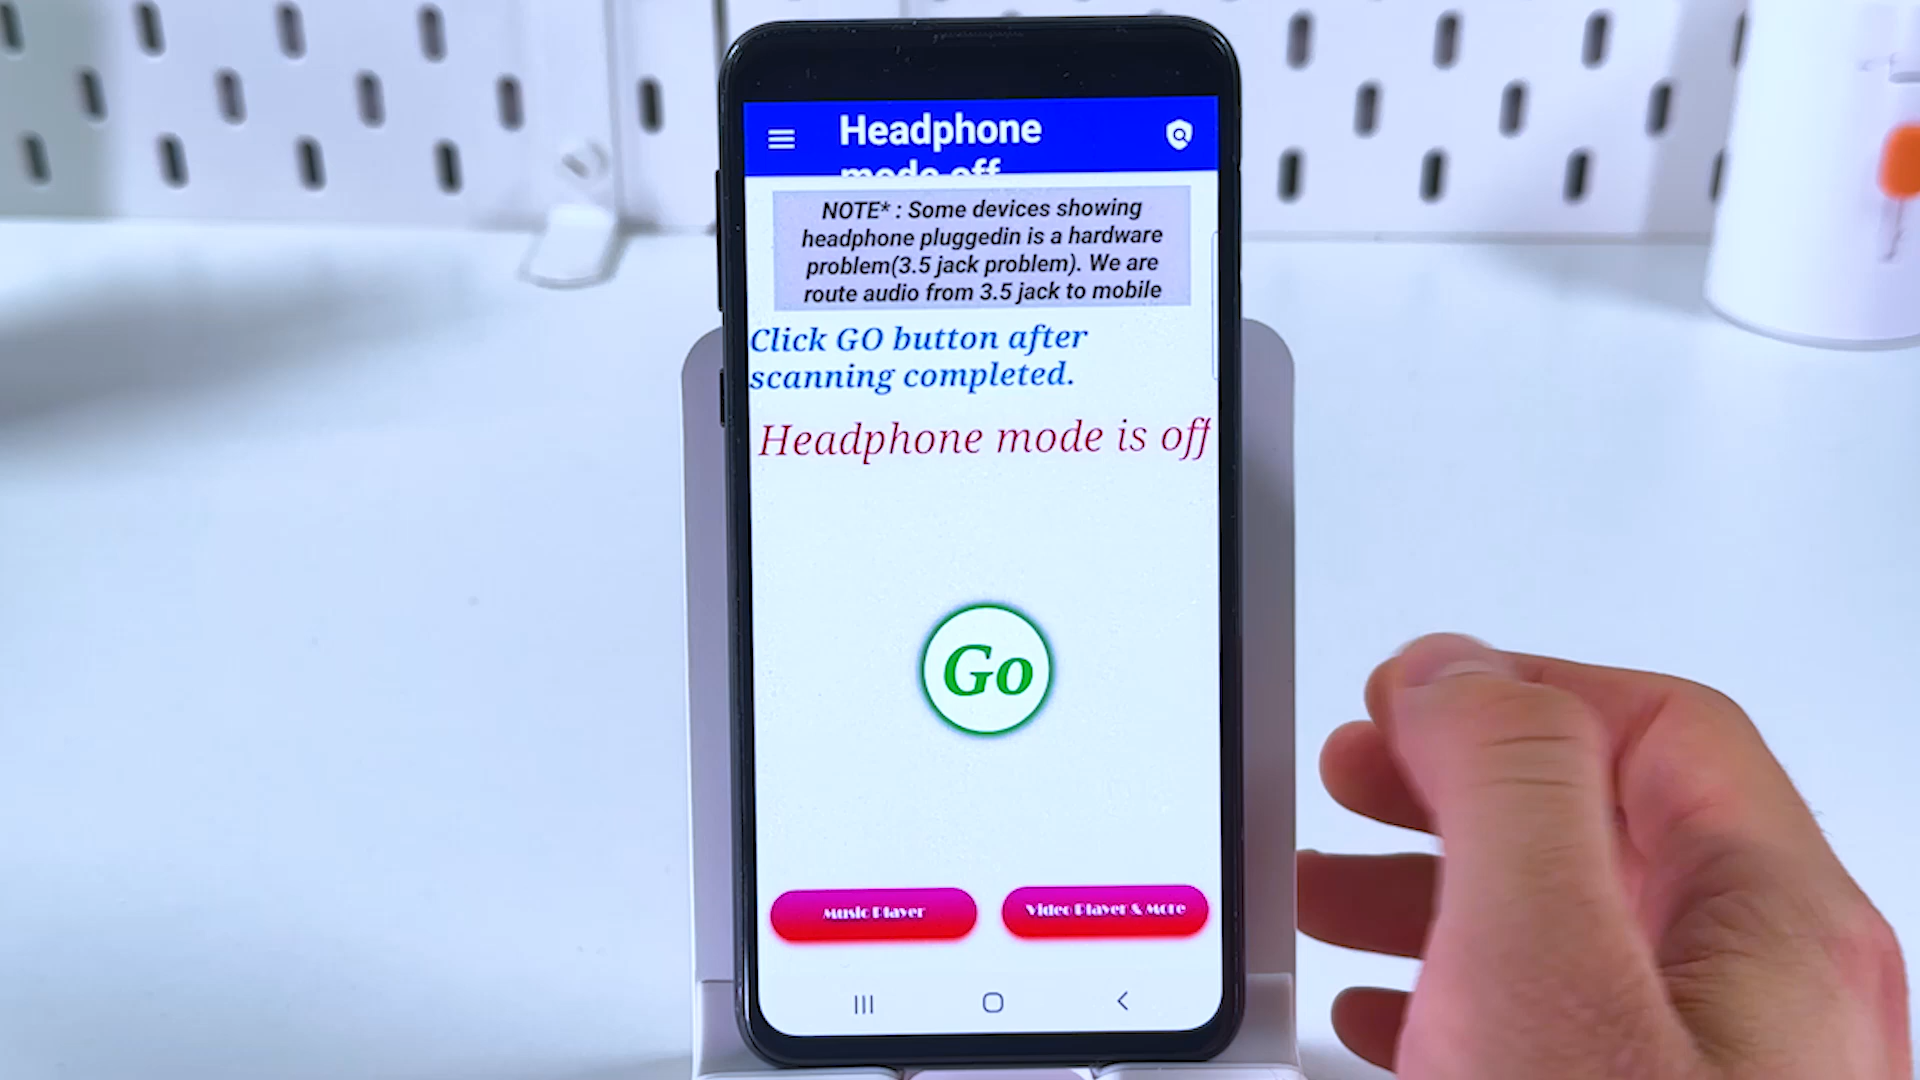 Headphone
mode off
NOTE* : Some devices showing
headphone pluggedin is a hardware
problem(3.5 jack problem). We are
route audio from 3.5 jack to mobile
Click GO button after
scanning completed.
Headphone mode is off
Go
Music Player
Video Player & More